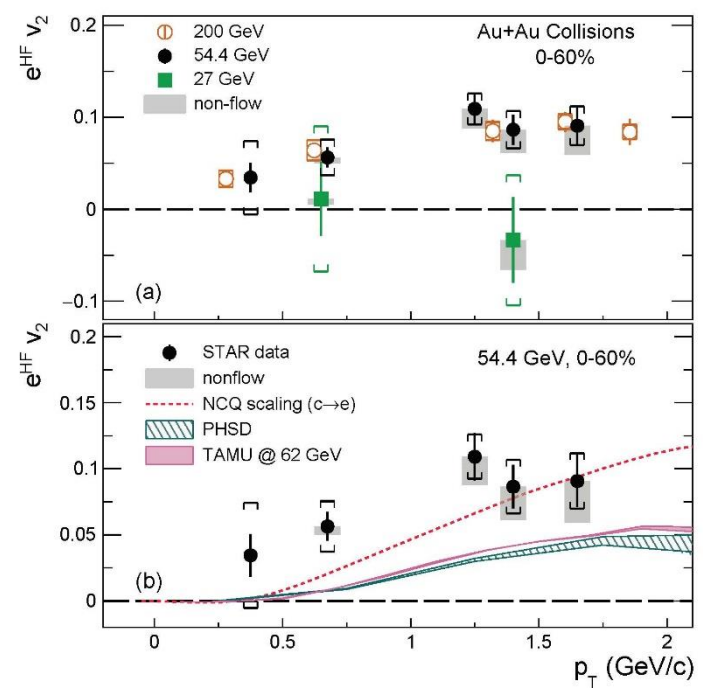 0.2
0.1
0
−0.1
e^HF v_2
200 GeV
54.4 GeV
27 GeV
non-flow
Au+Au Collisions
0-60%
(a)
0.2
0.15
0.1
0.05
0
e^HF v_2
STAR data
nonflow
NCQ scaling (c→e)
PHSD
TAMU @ 62 GeV
54.4 GeV, 0-60%
(b)
0 0.5 1 1.5 2
p_T (GeV/c)